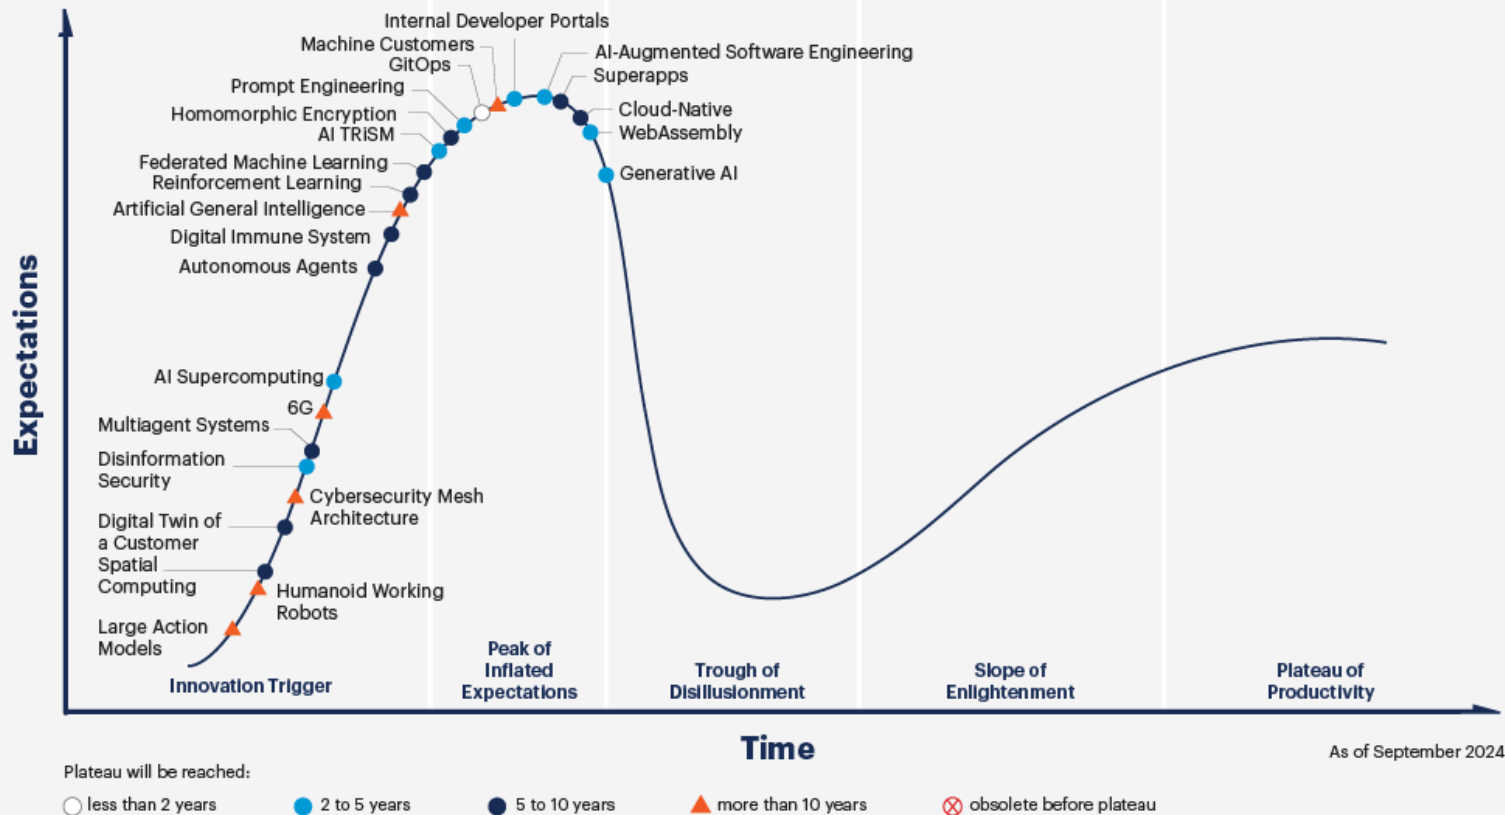 Internal Developer Portals
Machine Customers
AI-Augmented Software Engineering
GitOps
Superapps
Prompt Engineering
Homomorphic Encryption
Cloud-Native
AI TRiSM
WebAssembly
Federated Machine Learning
Generative AI
Reinforcement Learning
Artificial General Intelligence
Digital Immune System
Autonomous Agents
Expectations
AI Supercomputing
6G
Multiagent Systems
Disinformation
Security
Cybersecurity Mesh
Architecture
Digital Twin of
a Customer
Spatial
Computing
Humanoid Working
Robots
Large Action
Models
Innovation Trigger
Peak of
Inflated
Expectations
Trough of
Disillusionment
Slope of
Enlightenment
Plateau of
Productivity
Time
As of September 2024
Plateau will be reached:
less than 2 years
2 to 5 years
5 to 10 years
more than 10 years
obsolete before plateau